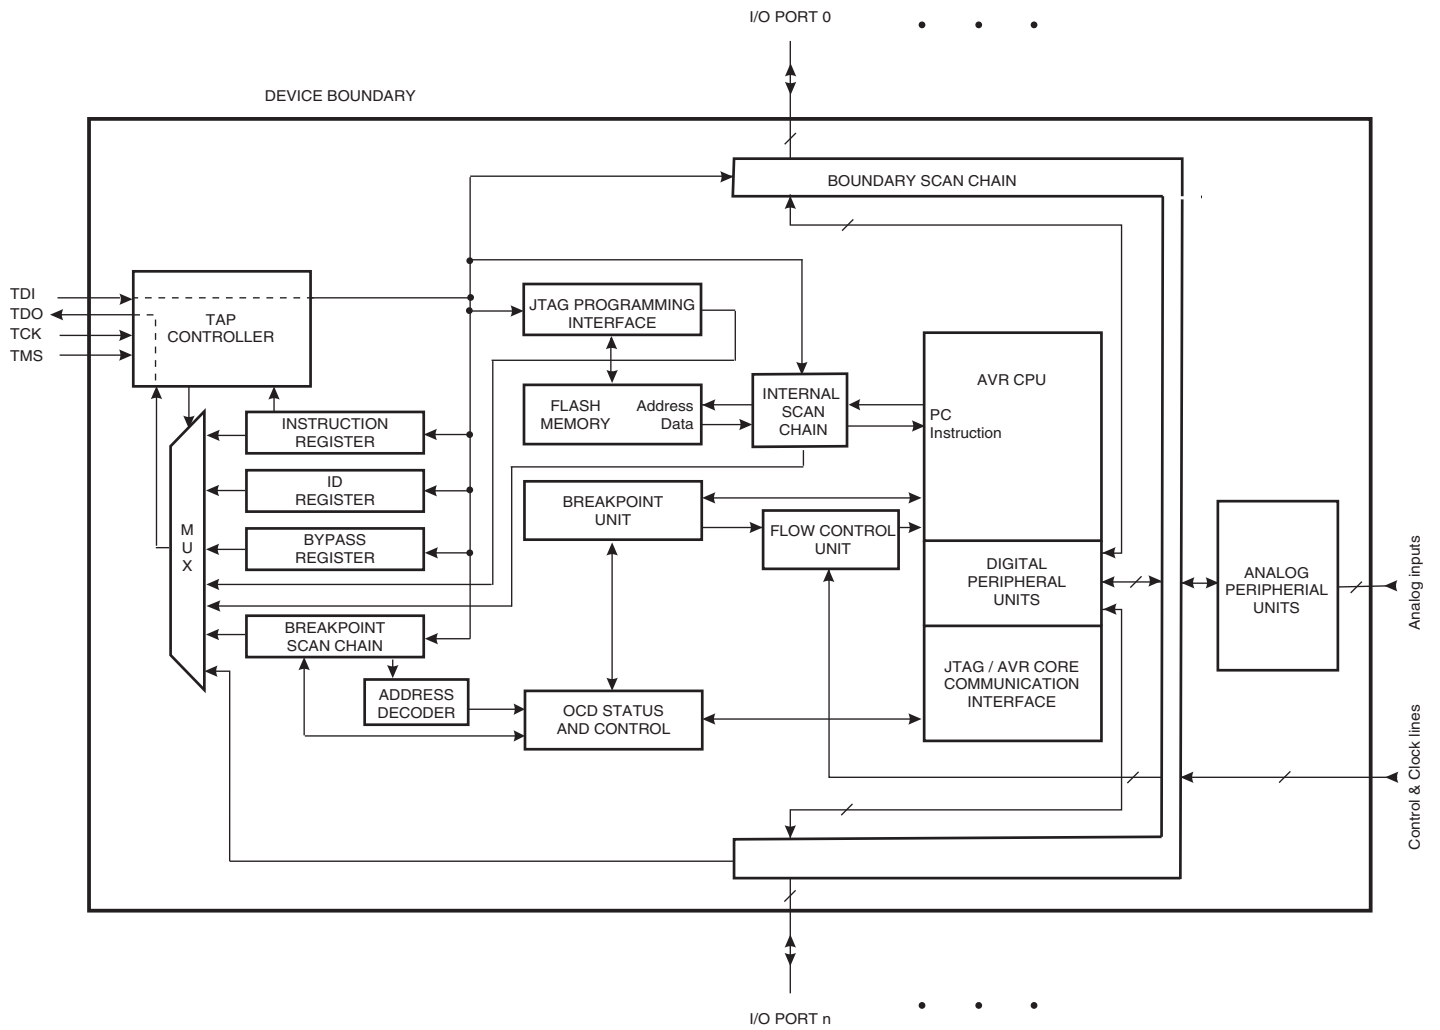 I/O PORT 0
DEVICE BOUNDARY
BOUNDARY SCAN CHAIN
TDI
TDO
TCK
TMS
TAP
CONTROLLER
JTAG PROGRAMMING
INTERFACE
AVR CPU
FLASH
MEMORY
Address
Data
INTERNAL
SCAN
CHAIN
PC
Instruction
INSTRUCTION
REGISTER
ID
REGISTER
BREAKPOINT
UNIT
FLOW CONTROL
UNIT
M
U
X
BYPASS
REGISTER
DIGITAL
PERIPHERAL
UNITS
ANALOG
PERIPHERIAL
UNITS
Analog inputs
BREAKPOINT
SCAN CHAIN
JTAG / AVR CORE
COMMUNICATION
INTERFACE
ADDRESS
DECODER
OCD STATUS
AND CONTROL
Control & Clock lines
I/O PORT n